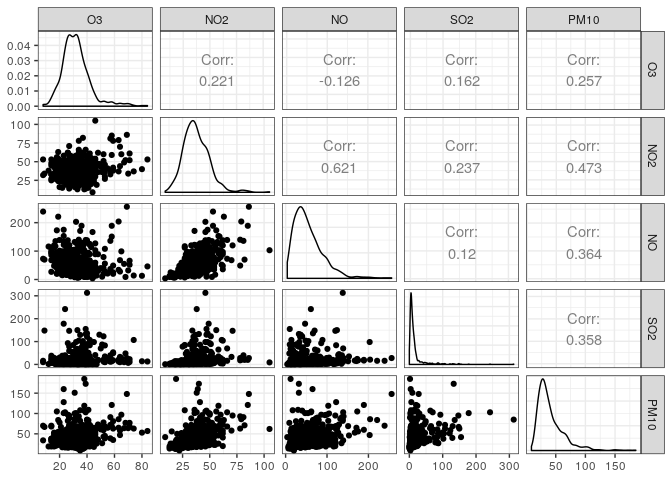 O3 NO2 NO SO2 PM10
0.04
0.03
0.02
0.01
0.00
Corr:
0.221
Corr:
-0.126
Corr:
0.162
Corr:
0.257
O3
100
75
50
25
Corr:
0.621
Corr:
0.237
Corr:
0.473
NO2
200
100
0
Corr:
0.12
Corr:
0.364
NO
300
200
100
0
Corr:
0.358
SO2
150
100
50
PM10
20 40 60 80 25 50 75 100 0 100 200 0 100 200 300 50 100 150